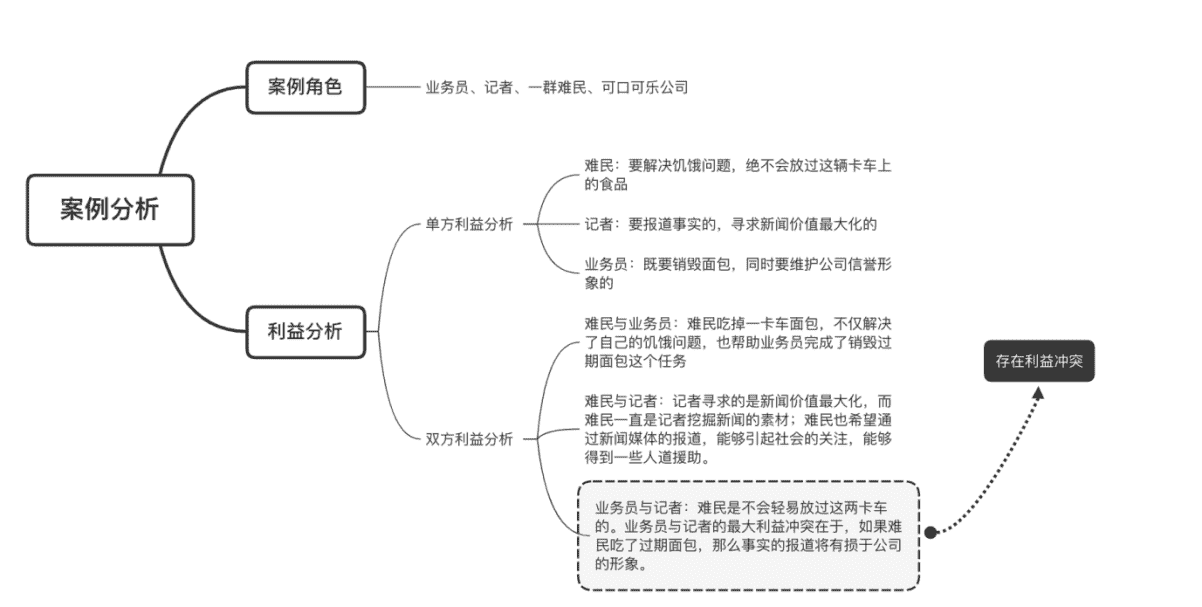 案例分析
案例角色
业务员、记者、一群难民、可口可乐公司
利益分析
单方利益分析
难民：要解决饥饿问题，绝不会放过这辆卡车上
的食品
记者：要报道事实的，寻求新闻价值最大化的
业务员：既要销毁面包，同时要维护公司信誉形
象的
双方利益分析
难民与业务员：难民吃掉一卡车面包，不仅解决
了自己的饥饿问题，也帮助业务员完成了销毁过
期面包这个任务
难民与记者：记者寻求的是新闻价值最大化，而
难民一直是记者挖掘新闻的素材；难民也希望通
过新闻媒体的报道，能够引起社会的关注，能够
得到一些人道援助。
业务员与记者：难民是不会轻易放过这两卡车
的。业务员与记者的最大利益冲突在于，如果难
民吃了过期面包，那么事实的报道将有损于公司
的形象。
存在利益冲突